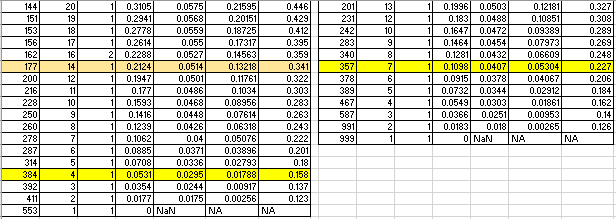 144 20 1 0.3105 0.0575 0.21595 0.446
151 19 1 0.2941 0.0568 0.20151 0.429
153 18 1 0.2778 0.0559 0.18725 0.412
156 17 1 0.2614 0.055 0.17317 0.395
162 16 2 0.2288 0.0527 0.14563 0.359
177 14 1 0.2124 0.0514 0.13218 0.341
200 12 1 0.1947 0.0501 0.11761 0.322
216 11 1 0.177 0.0486 0.1034 0.303
228 10 1 0.1593 0.0468 0.08956 0.283
250 9 1 0.1416 0.0448 0.07614 0.263
260 8 1 0.1239 0.0426 0.06318 0.243
278 7 1 0.1062 0.04 0.05076 0.222
287 6 1 0.0885 0.0371 0.03896 0.201
314 5 1 0.0708 0.0336 0.02793 0.18
384 4 1 0.0531 0.0295 0.01788 0.158
392 3 1 0.0354 0.0244 0.00917 0.137
411 2 1 0.0177 0.0175 0.00256 0.123
553 1 1 0 NaN NA NA
201 13 1 0.1996 0.0503 0.12181 0.327
231 12 1 0.183 0.0488 0.10851 0.308
242 10 1 0.1647 0.0472 0.09389 0.289
283 9 1 0.1464 0.0454 0.07973 0.269
340 8 1 0.1281 0.0432 0.06609 0.248
357 7 1 0.1098 0.0407 0.05304 0.227
378 6 1 0.0915 0.0378 0.04067 0.206
389 5 1 0.0732 0.0344 0.02912 0.184
467 4 1 0.0549 0.0303 0.01861 0.162
587 3 1 0.0366 0.0251 0.00953 0.14
991 2 1 0.0183 0.018 0.00265 0.126
999 1 1 0 NaN NA NA